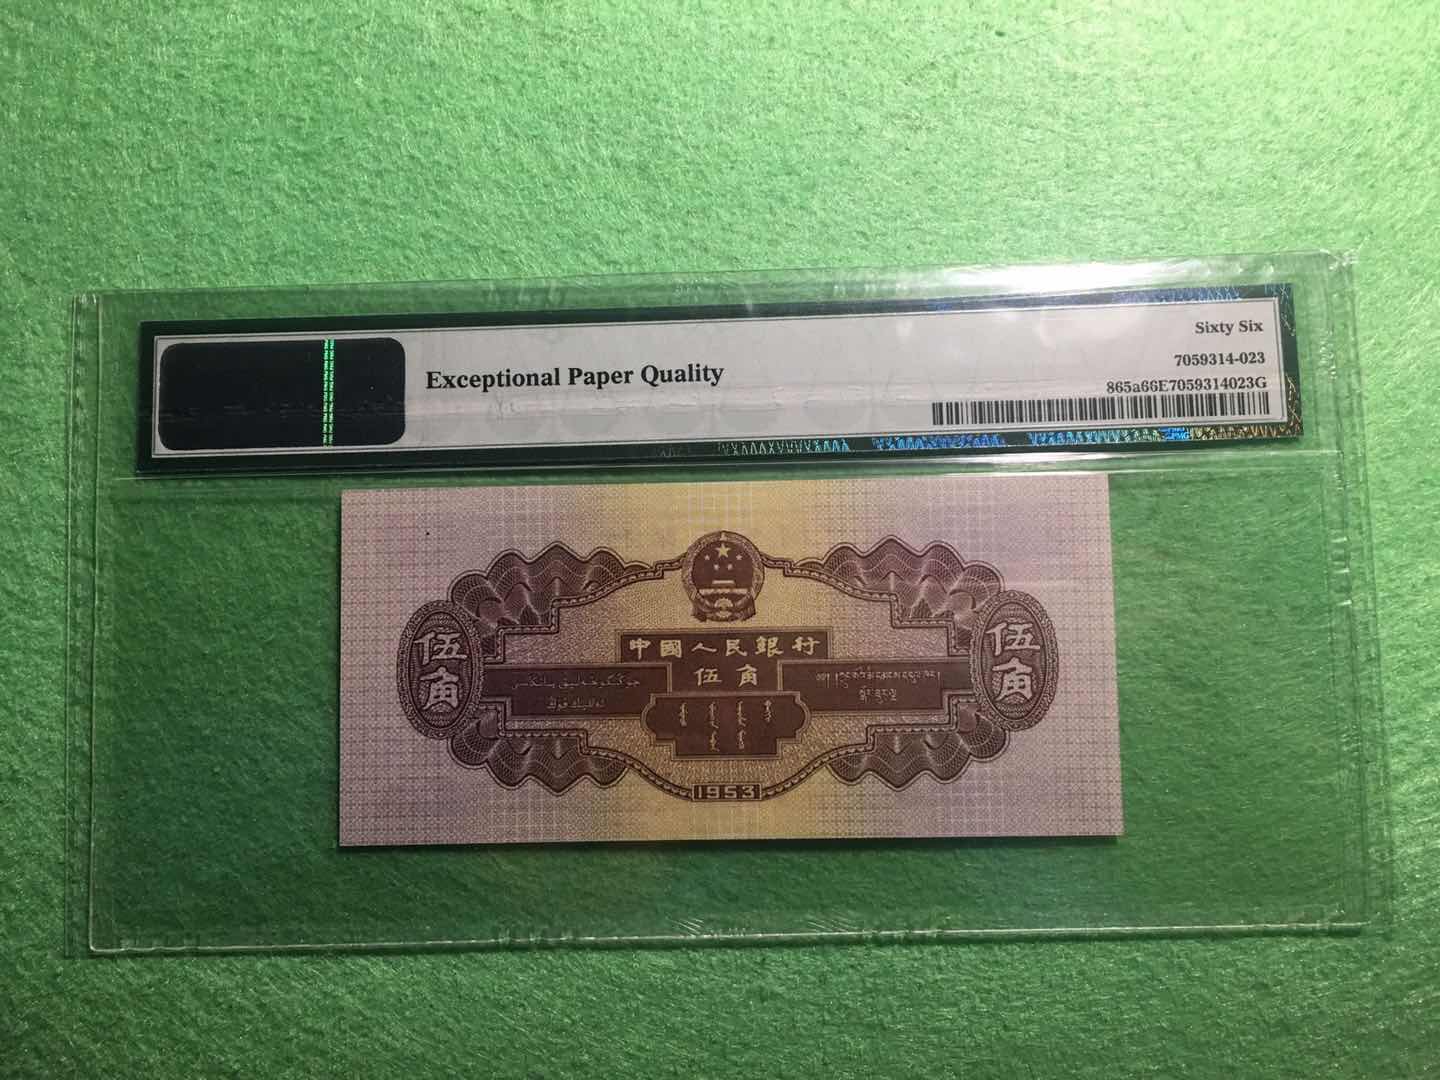 Sixty Six
Exceptional Paper Quality
7059314-023
865a66E7059314023G
PMG
中國人民銀行
伍角
伍角
伍角
1953